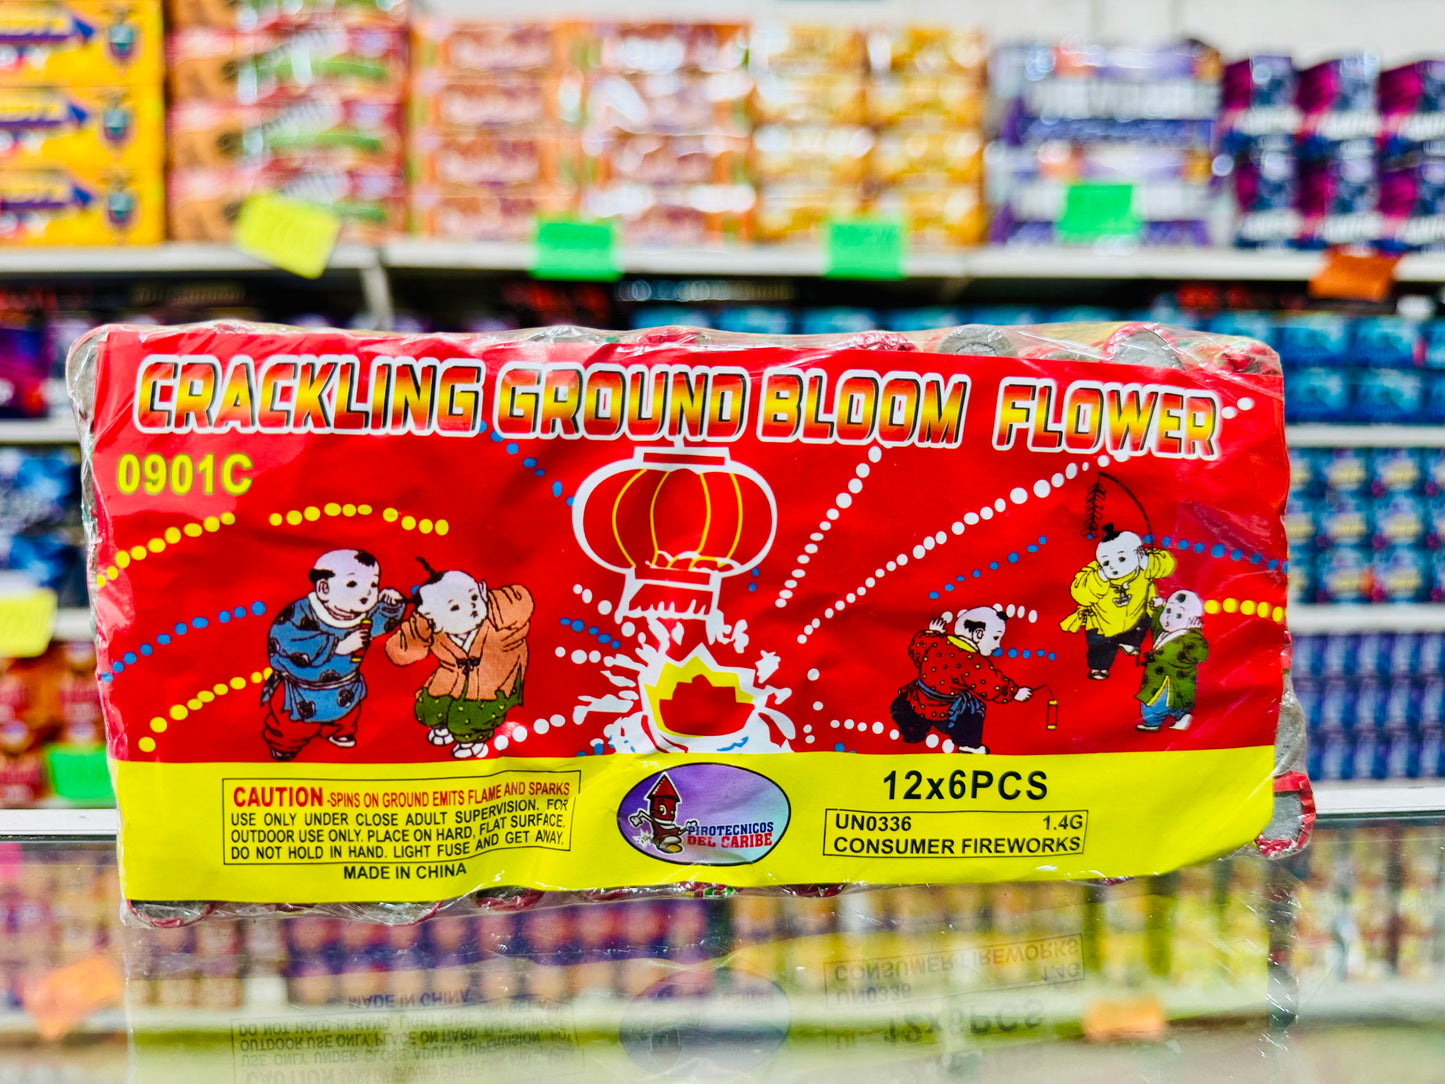 CRACKLING GROUND BLOOM FLOWER
0901C
CAUTION-SPINS ON GROUND EMITS FLAME AND SPARKS
USE ONLY UNDER CLOSE ADULT SUPERVISION. FOR
OUTDOOR USE ONLY. PLACE ON HARD, FLAT SURFACE,
DO NOT HOLD IN HAND. LIGHT FUSE AND GET AWAY.
MADE IN CHINA
PIROTECNICOS
DEL CARIBE
12x6PCS
UN0336 1.4G
CONSUMER FIREWORKS